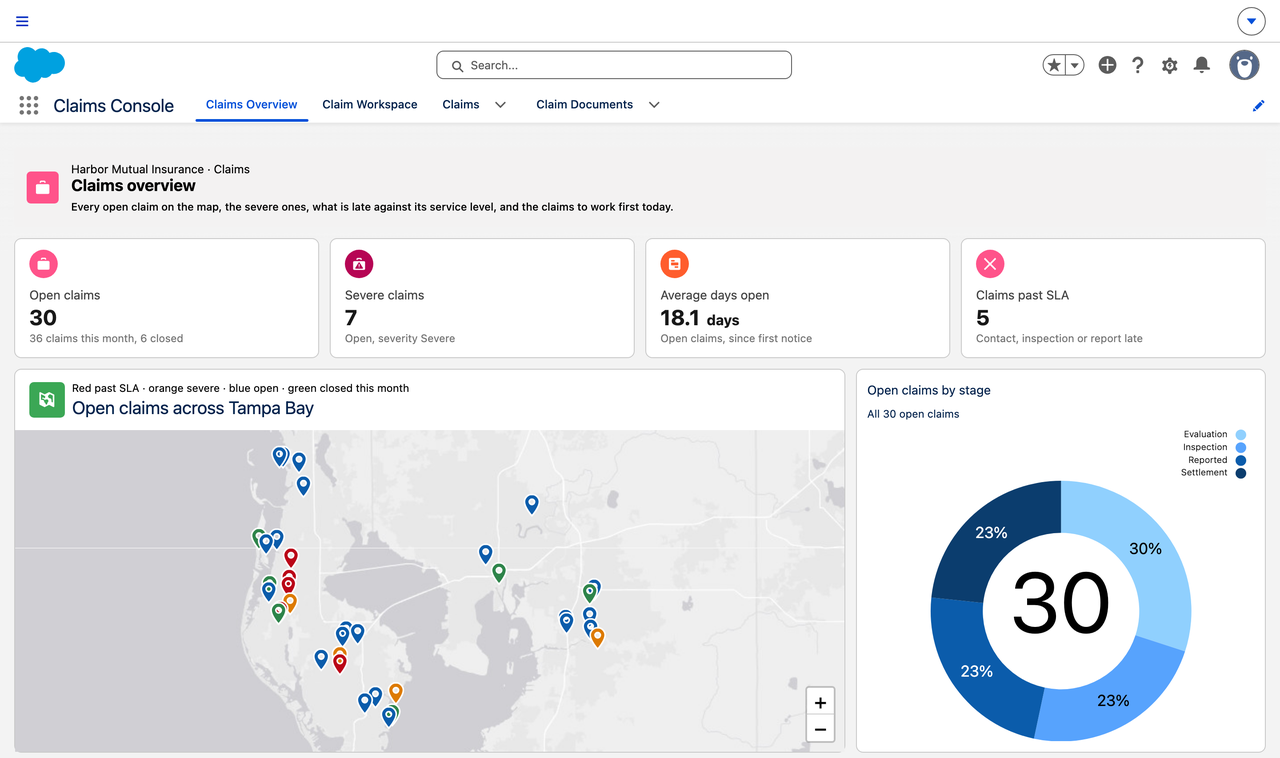 Search...
Claims Console
Claims Overview
Claim Workspace
Claims
Claim Documents
Harbor Mutual Insurance · Claims
Claims overview
Every open claim on the map, the severe ones, what is late against its service level, and the claims to work first today.
Open claims
30
36 claims this month, 6 closed
Severe claims
7
Open, severity Severe
Average days open
18.1 days
Open claims, since first notice
Claims past SLA
5
Contact, inspection or report late
Red past SLA · orange severe · blue open · green closed this month
Open claims across Tampa Bay
+
−
Open claims by stage
All 30 open claims
Evaluation
Inspection
Reported
Settlement
23%
30%
30
23%
23%